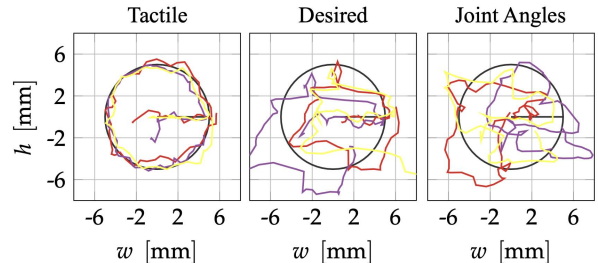 Tactile Desired Joint Angles
6
2
-2
-6
h [mm]
-6 -2 2 6 -6 -2 2 6 -6 -2 2 6
w [mm] w [mm] w [mm]